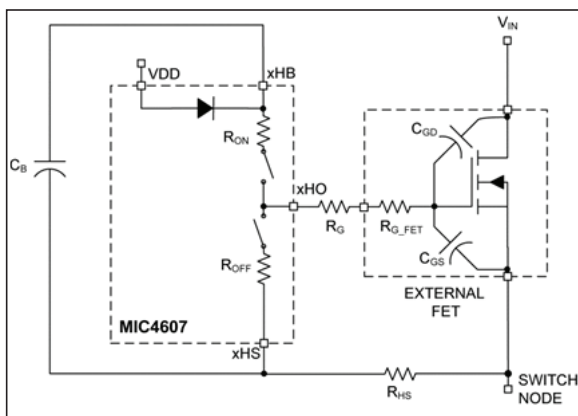 V_IN
VDD
xHB
R_ON
C_GD
C_B
xHO
R_G
R_G_FET
R_OFF
C_GS
EXTERNAL
FET
MIC4607
xHS
R_HS
SWITCH
NODE